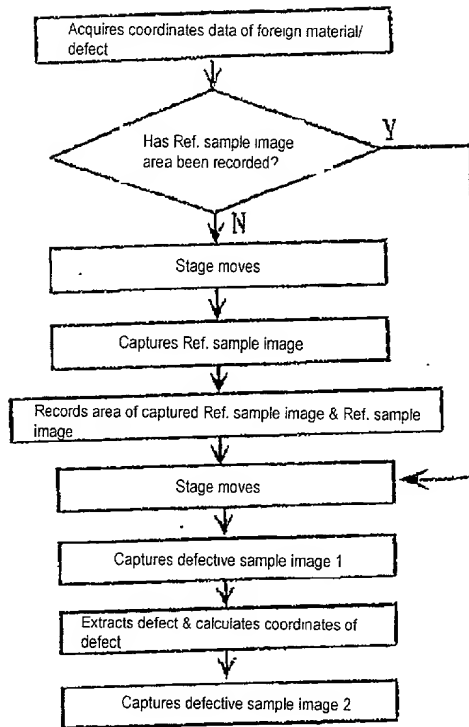 Acquires coordinates data of foreign material/
defect
Has Ref. sample image
area been recorded?
Y
N
Stage moves
Captures Ref. sample image
Records area of captured Ref. sample image & Ref. sample
image
Stage moves
Captures defective sample image 1
Extracts defect & calculates coordinates of
defect
Captures defective sample image 2